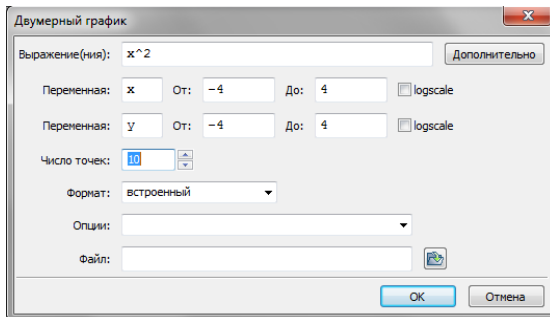 Двумерный график
Выражение(ния): x^2 Дополнительно
Переменная: x От: -4 До: 4 logscale
Переменная: y От: -4 До: 4 logscale
Число точек: 10
Формат: встроенный
Опции:
Файл:
OK Отмена